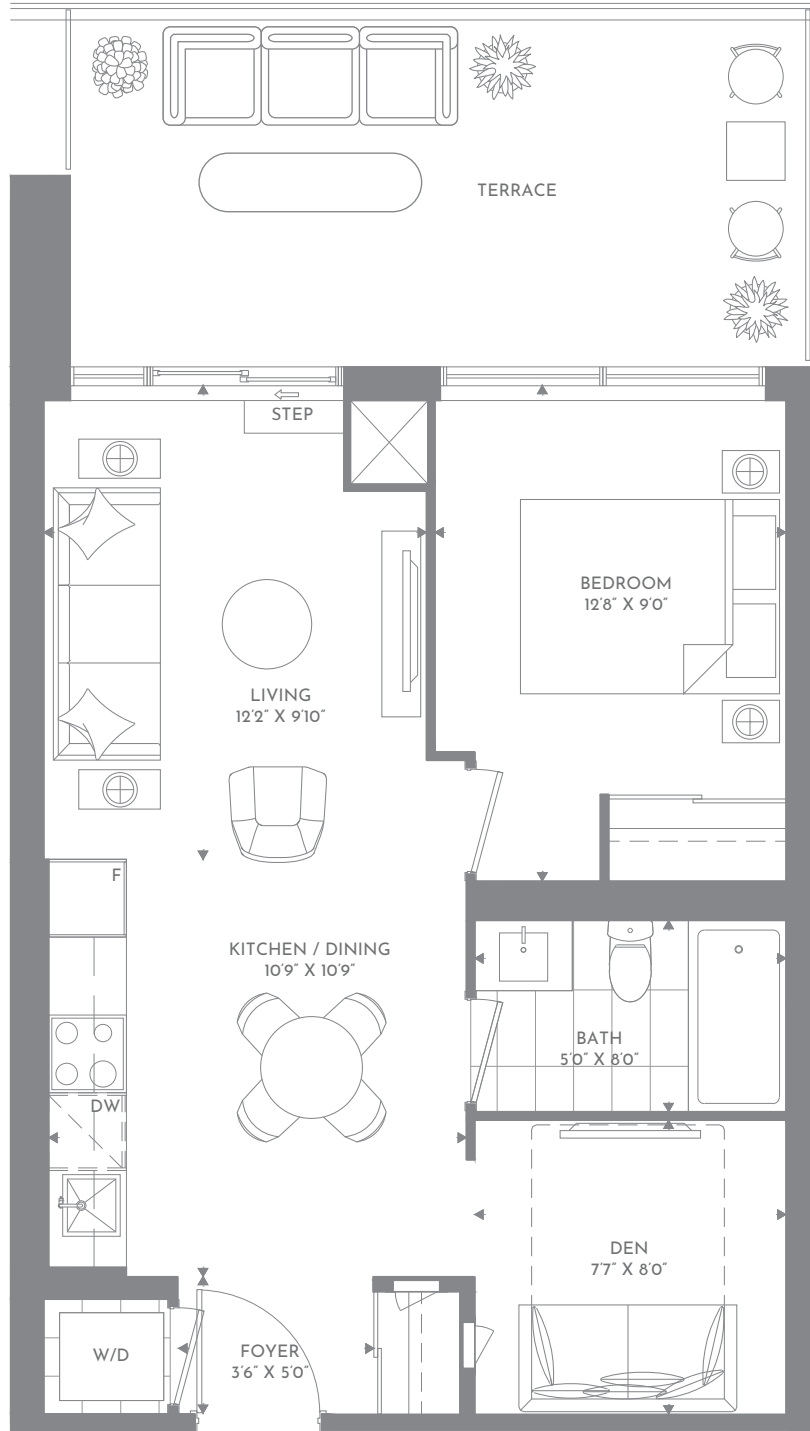 TERRACE
STEP
BEDROOM
12'8" X 9'0"
LIVING
12'2" X 9'10"
F
KITCHEN / DINING
10'9" X 10'9"
BATH
5'0" X 8'0"
DW
DEN
7'7" X 8'0"
W/D
FOYER
3'6" X 5'0"